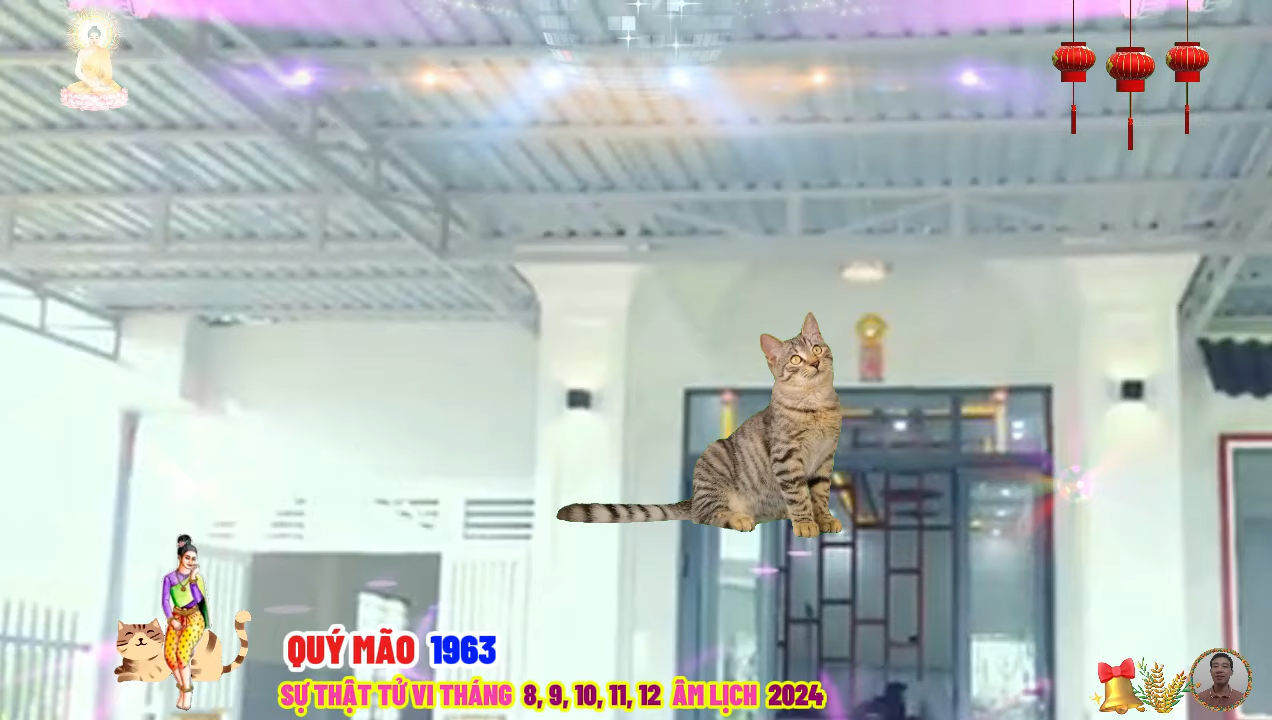 QUÝ MÃO 1963
SỰ THẬT TỬ VI THÁNG 8, 9, 10, 11, 12 ÂM LỊCH 2024